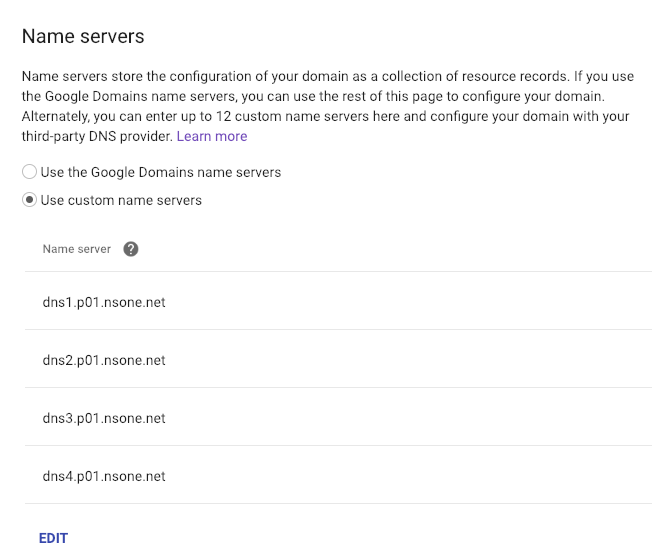 Name servers
Name servers store the configuration of your domain as a collection of resource records. If you use
the Google Domains name servers, you can use the rest of this page to configure your domain.
Alternately, you can enter up to 12 custom name servers here and configure your domain with your
third-party DNS provider. Learn more
Use the Google Domains name servers
Use custom name servers
Name server ?
dns1.p01.nsone.net
dns2.p01.nsone.net
dns3.p01.nsone.net
dns4.p01.nsone.net
EDIT